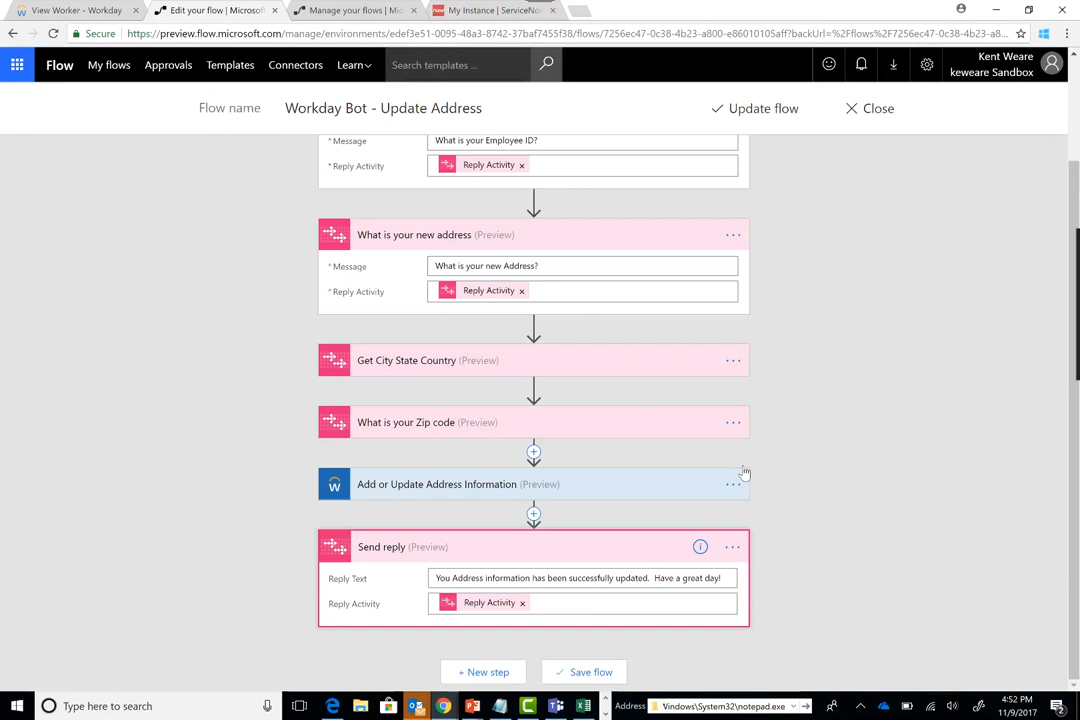 View Worker - Workday
Edit your flow | Microsof
Manage your flows | Mic
My Instance | ServiceNo
Secure
https://preview.flow.microsoft.com/manage/environments/edef3e51-0095-48a3-8742-37baf7455f38/flows/7256ec47-0c38-4b23-a800-e86010105aff?backUrl=%2Fflows%2F7256ec47-0c38-4b23-a8...
Flow
My flows
Approvals
Templates
Connectors
Learn
Search templates ...
Kent Weare
keweare Sandbox
Flow name
Workday Bot - Update Address
Update flow
Close
* Message
What is your Employee ID?
* Reply Activity
Reply Activity x
What is your new address (Preview)
* Message
What is your new Address?
* Reply Activity
Reply Activity x
Get City State Country (Preview)
What is your Zip code (Preview)
W
Add or Update Address Information (Preview)
Send reply (Preview)
Reply Text
You Address information has been successfully updated. Have a great day!
Reply Activity
Reply Activity x
+ New step
Save flow
Type here to search
Address
Vindows\System32\notepad.exe
4:52 PM
11/9/2017
2